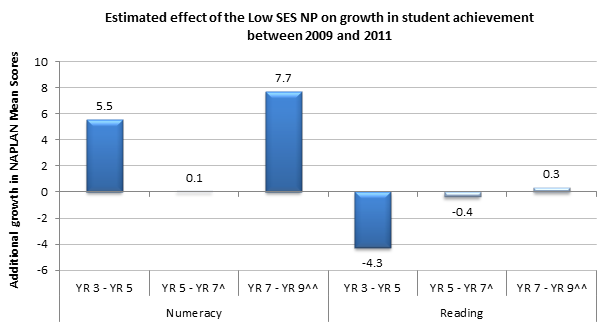 Estimated effect of the Low SES NP on growth in student achievement
between 2009 and 2011
Additional growth in NAPLAN Mean Scores
10
8
6
4
2
0
-2
-4
-6
5.5
0.1
7.7
-4.3
-0.4
0.3
YR 3 - YR 5
YR 5 - YR 7^
YR 7 - YR 9^^
YR 3 - YR 5
YR 5 - YR 7^
YR 7 - YR 9^^
Numeracy
Reading